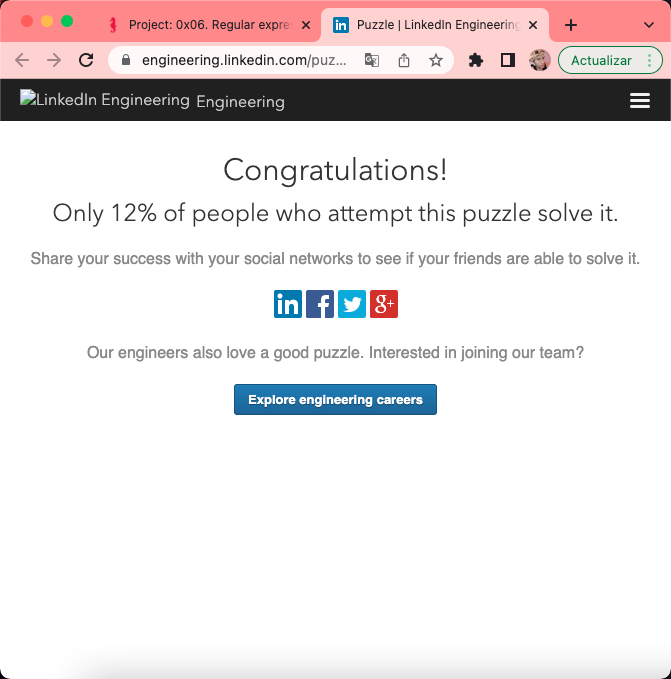 Project: 0x06. Regular expre
Puzzle | LinkedIn Engineering
engineering.linkedin.com/puz...
Actualizar
LinkedIn Engineering Engineering
Congratulations!
Only 12% of people who attempt this puzzle solve it.
Share your success with your social networks to see if your friends are able to solve it.
in f g+
Our engineers also love a good puzzle. Interested in joining our team?
Explore engineering careers